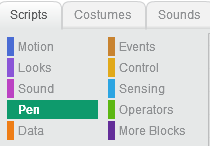 Scripts Costumes Sounds
Motion Events
Looks Control
Sound Sensing
Pen Operators
Data More Blocks